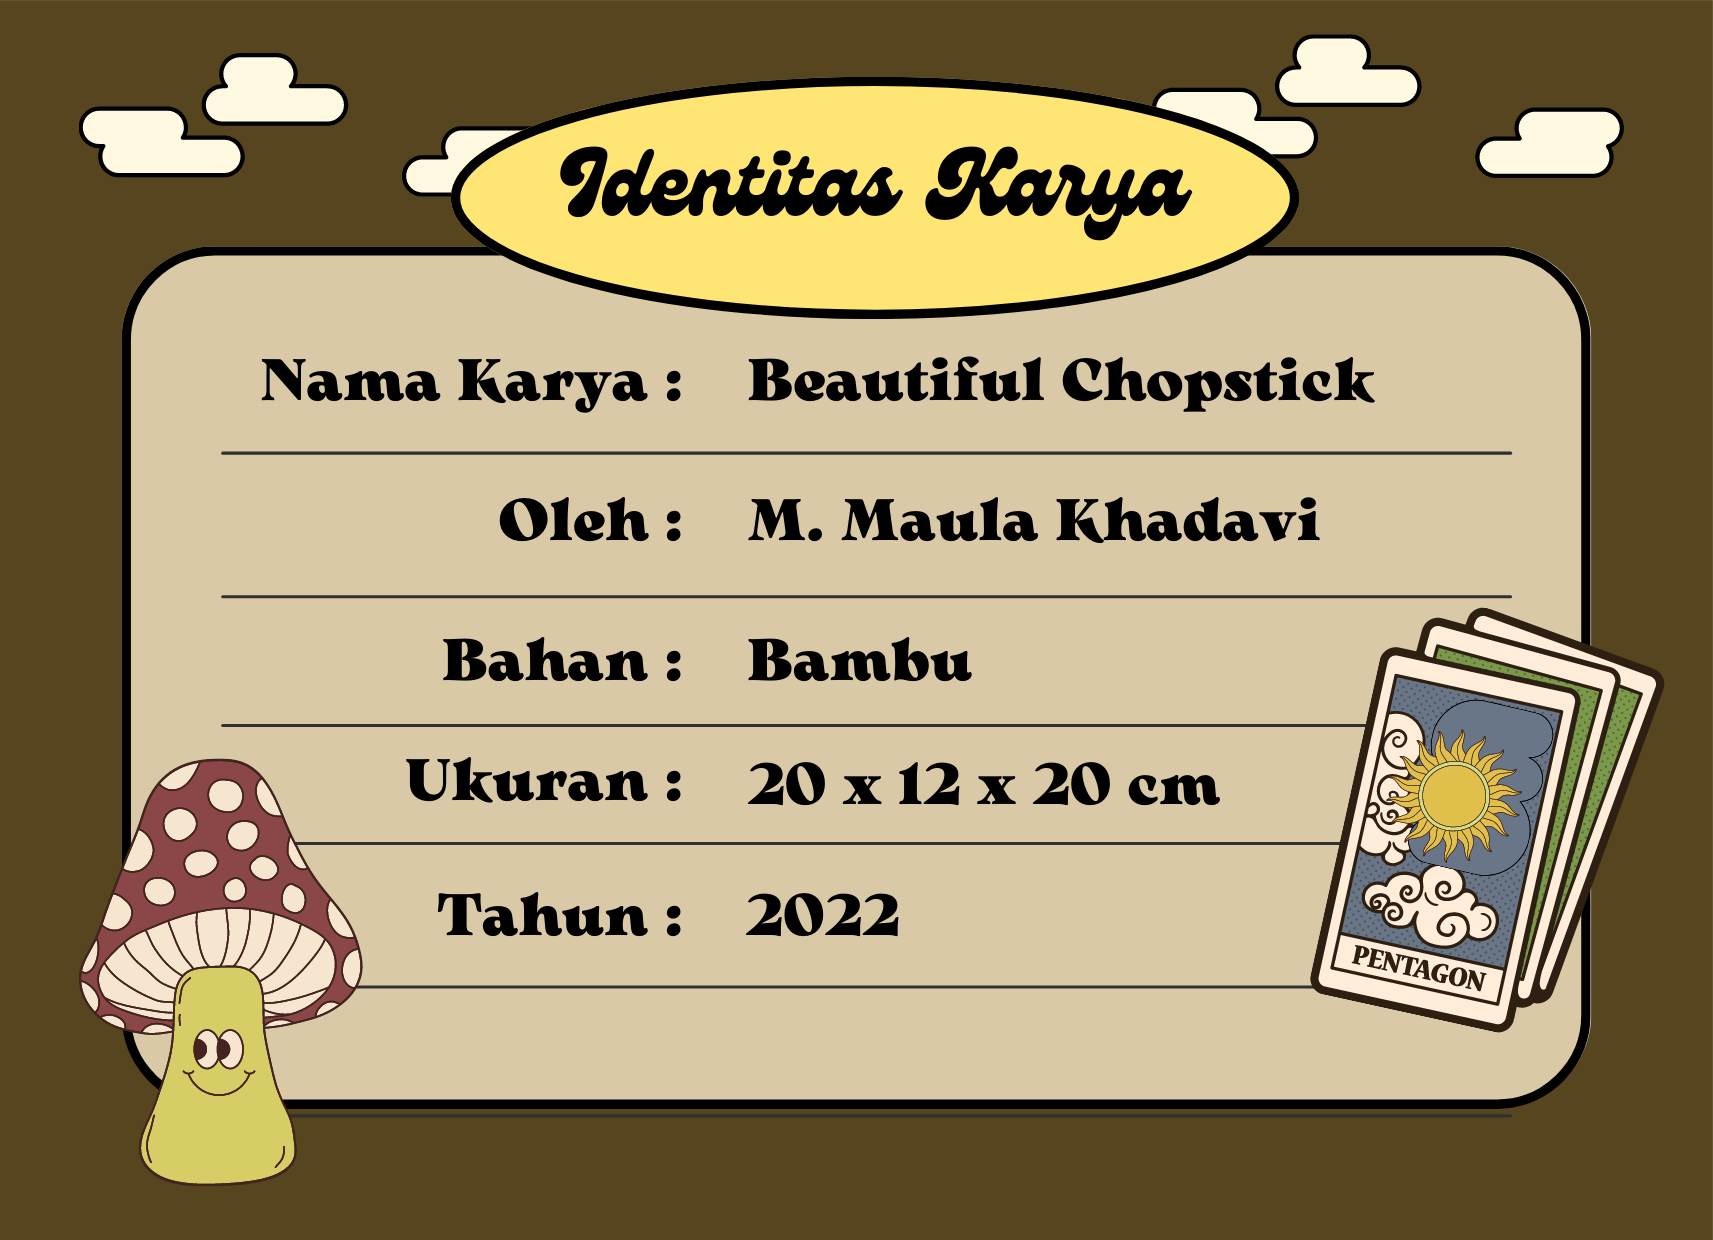 Identitas Karya
Nama Karya : Beautiful Chopstick
Oleh : M. Maula Khadavi
Bahan : Bambu
Ukuran : 20 x 12 x 20 cm
Tahun : 2022
PENTAGON